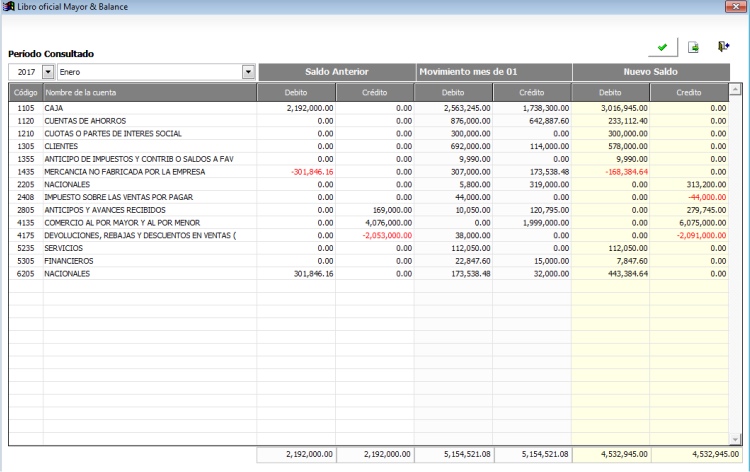 Libro oficial Mayor & Balance
Período Consultado
2017 Enero Saldo Anterior Movimiento mes de 01 Nuevo Saldo
Código Nombre de la cuenta Debito Crédito Debito Crédito Debito Credito
1105 CAJA 2,192,000.00 0.00 2,563,245.00 1,738,300.00 3,016,945.00 0.00
1120 CUENTAS DE AHORROS 0.00 0.00 876,000.00 642,887.60 233,112.40 0.00
1210 CUOTAS O PARTES DE INTERES SOCIAL 0.00 0.00 300,000.00 0.00 300,000.00 0.00
1305 CLIENTES 0.00 0.00 692,000.00 114,000.00 578,000.00 0.00
1355 ANTICIPO DE IMPUESTOS Y CONTRIB O SALDOS A FAV 0.00 0.00 9,990.00 0.00 9,990.00 0.00
1435 MERCANCIA NO FABRICADA POR LA EMPRESA -301,846.16 0.00 307,000.00 173,538.48 -168,384.64 0.00
2205 NACIONALES 0.00 0.00 5,800.00 319,000.00 0.00 313,200.00
2408 IMPUESTO SOBRE LAS VENTAS POR PAGAR 0.00 0.00 44,000.00 0.00 0.00 -44,000.00
2805 ANTICIPOS Y AVANCES RECIBIDOS 0.00 169,000.00 10,050.00 120,795.00 0.00 279,745.00
4135 COMERCIO AL POR MAYOR Y AL POR MENOR 0.00 4,076,000.00 0.00 1,999,000.00 0.00 6,075,000.00
4175 DEVOLUCIONES, REBAJAS Y DESCUENTOS EN VENTAS ( 0.00 -2,053,000.00 38,000.00 0.00 0.00 -2,091,000.00
5235 SERVICIOS 0.00 0.00 112,050.00 0.00 112,050.00 0.00
5305 FINANCIEROS 0.00 0.00 22,847.60 15,000.00 7,847.60 0.00
6205 NACIONALES 301,846.16 0.00 173,538.48 32,000.00 443,384.64 0.00
2,192,000.00 2,192,000.00 5,154,521.08 5,154,521.08 4,532,945.00 4,532,945.00